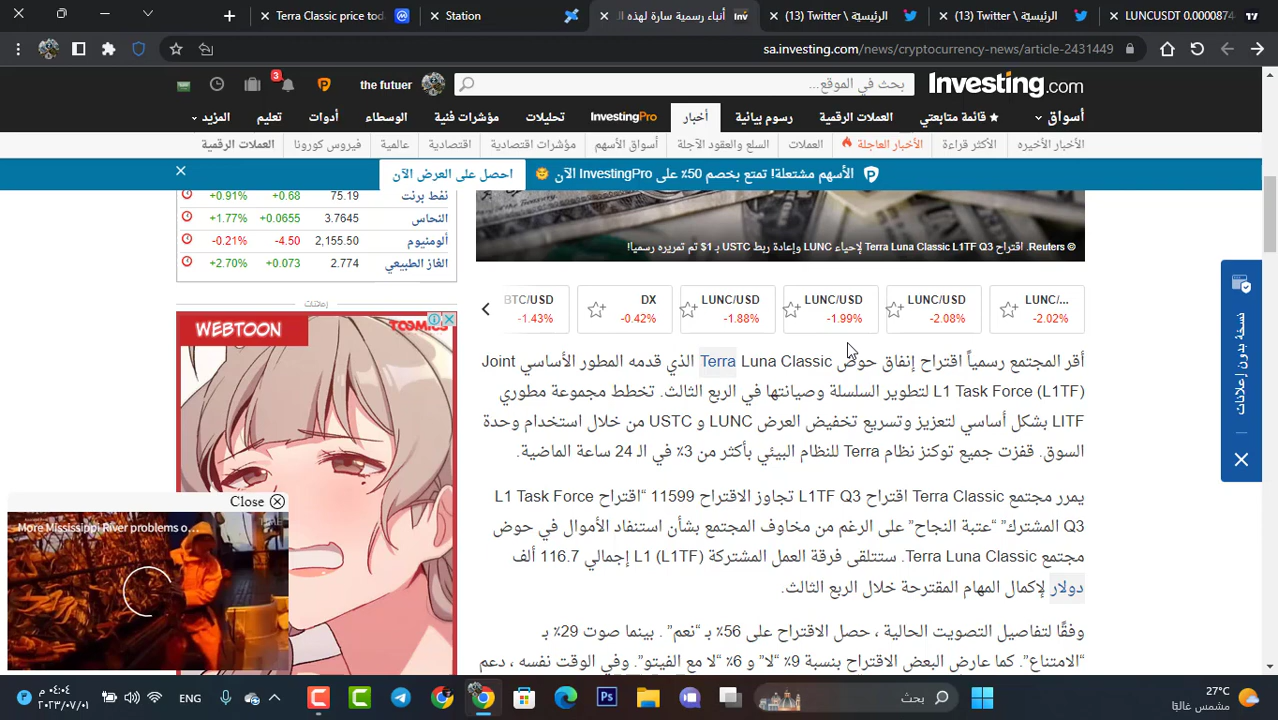 Terra Classic price tod
Station
أنباء رسمية سارة لهذه ال
(13) الرئيسيّة \ Twitter
(13) الرئيسيّة \ Twitter
LUNCUSDT 0.0000874
sa.investing.com/news/cryptocurrency-news/article-2431449
Investing.com
بحث في الموقع...
the futuer
3
أسواق
قائمة متابعتي
العملات الرقمية
رسوم بيانية
أخبار
InvestingPro
تحليلات
مؤشرات فنية
الوسطاء
أدوات
تعليم
المزيد
الأخبار الأخيره
الأكثر قراءة
الأخبار العاجلة
العملات
السلع والعقود الآجلة
أسواق الأسهم
مؤشرات اقتصادية
اقتصادية
عالمية
فيروس كورونا
العملات الرقمية
الأسهم مشتعلة! تمتع بخصم 50٪ على InvestingPro الآن
احصل على العرض الآن
نفط برنت 75.19 +0.68 +0.91%
النحاس 3.7645 +0.0655 +1.77%
ألومنيوم 2,155.50 -4.50 -0.21%
الغاز الطبيعي 2.774 +0.073 +2.70%
إعلانات
© Reuters. اقتراح Terra Luna Classic L1TF Q3 لإحياء LUNC وإعادة ربط USTC بـ 1$ تم تمريره رسميا!
BTC/USD
-1.43%
DX
-0.42%
LUNC/USD
-1.88%
LUNC/USD
-1.99%
LUNC/USD
-2.08%
LUNC/...
-2.02%
أقر المجتمع رسمياً اقتراح إنفاق حوض Terra Luna Classic الذي قدمه المطور الأساسي Joint
L1 Task Force (L1TF) لتطوير السلسلة وصيانتها في الربع الثالث. تخطط مجموعة مطوري
LITF بشكل أساسي لتعزيز وتسريع تخفيض العرض LUNC و USTC من خلال استخدام وحدة
السوق. قفزت جميع توكنز نظام Terra للنظام البيئي بأكثر من 3٪ في الـ 24 ساعة الماضية.
يمرر مجتمع Terra Classic اقتراح L1TF Q3 تجاوز الاقتراح 11599 “اقتراح L1 Task Force
Q3 المشترك” “عتبة النجاح” على الرغم من مخاوف المجتمع بشأن استنفاد الأموال في حوض
مجتمع Terra Luna Classic. ستتلقى فرقة العمل المشتركة L1 (L1TF) إجمالي 116.7 ألف
دولار لإكمال المهام المقترحة خلال الربع الثالث.
وفقًا لتفاصيل التصويت الحالية ، حصل الاقتراح على 56٪ بـ “نعم” . بينما صوت 29٪ بـ
“الامتناع”. كما عارض البعض الاقتراح بنسبة 9٪ “لا” و 6٪ “لا مع الفيتو”. وفي الوقت نفسه ، دعم
WEBTOON
TOOMICS
Close
More Mississippi River problems o...
نسخة بدون إعلانات
٠٤:٠٤ م
٢٠٢٣/٠٧/٠١
ENG
Ps
بحث
27°C
مشمس غالبًا